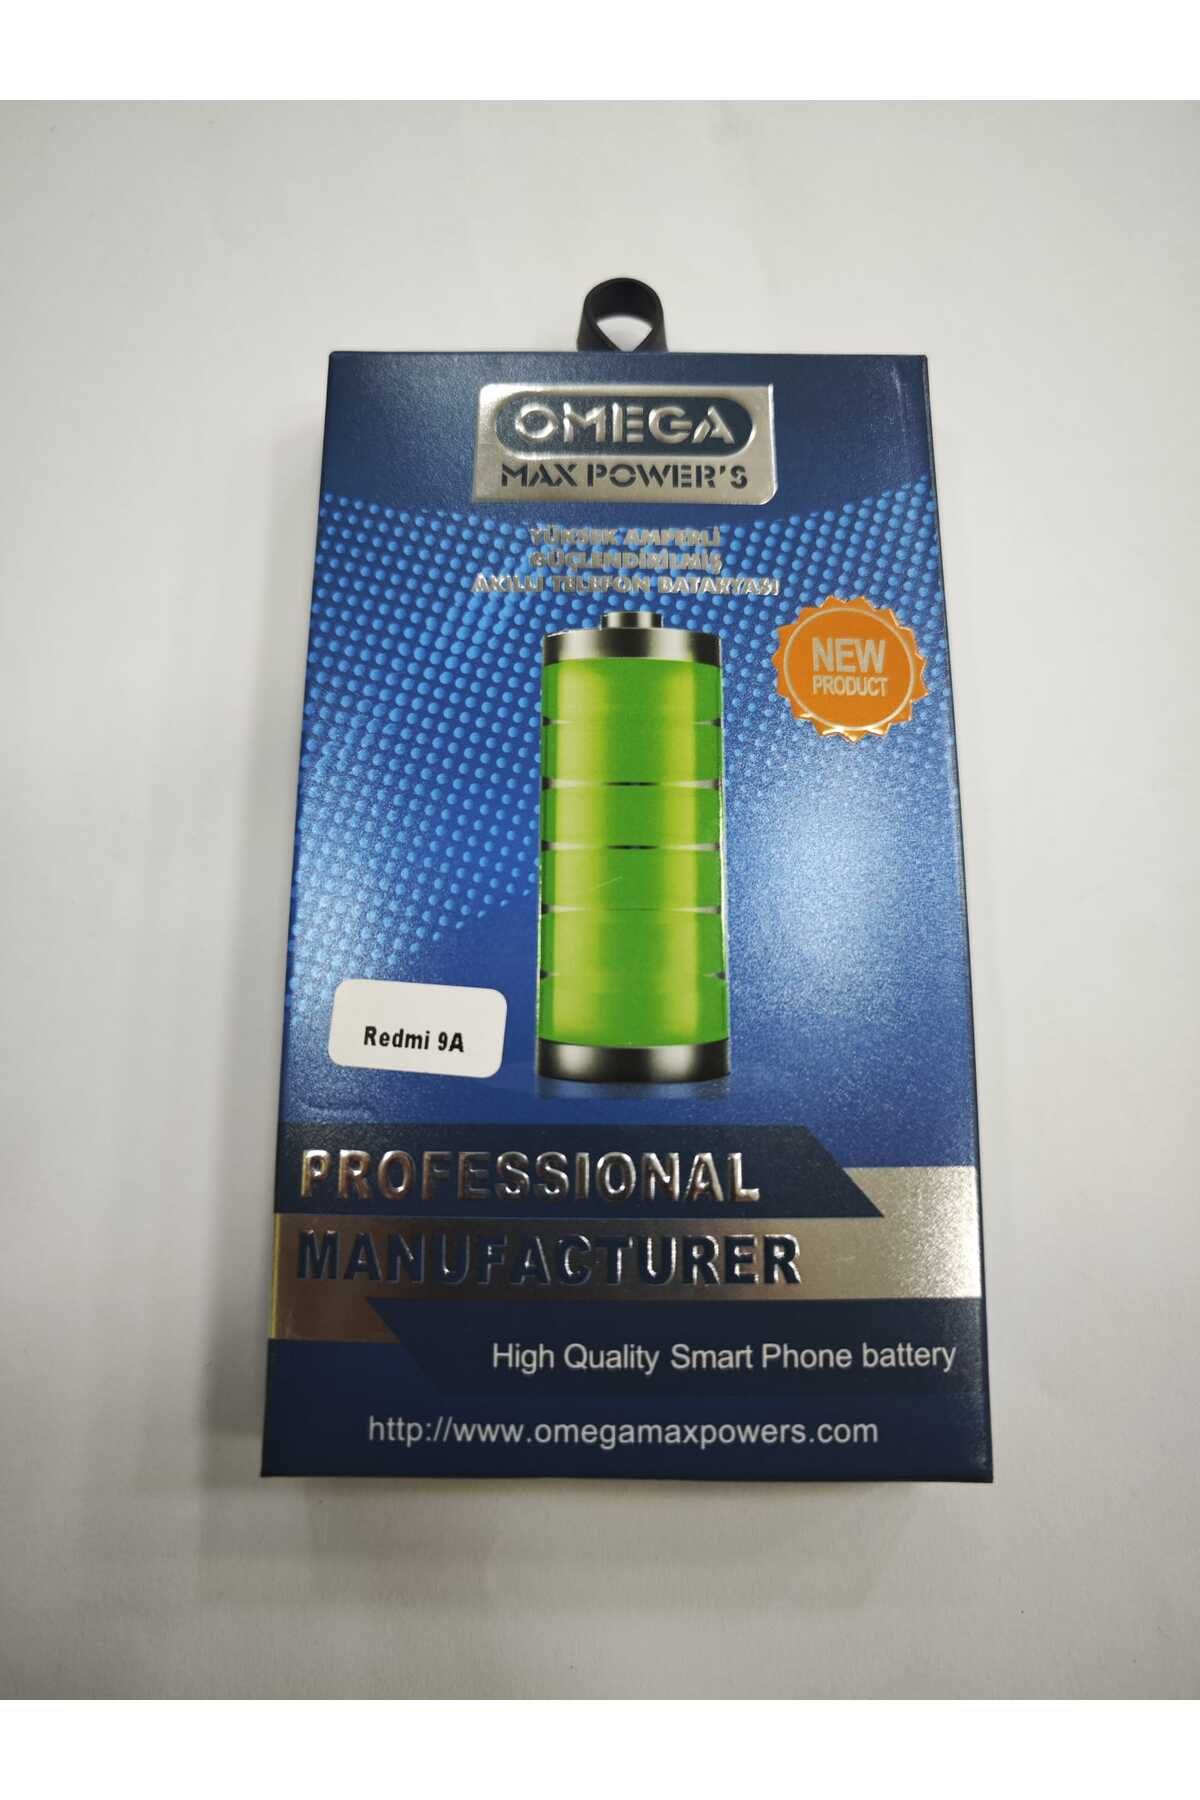 OMEGA
MAX POWER'S
YÜKSEK AMPERLİ
GÜÇLENDİRİLMİŞ
AKILLI TELEFON BATARYASI
NEW
PRODUCT
Redmi 9A
PROFESSIONAL
MANUFACTURER
High Quality Smart Phone battery
http://www.omegamaxpowers.com